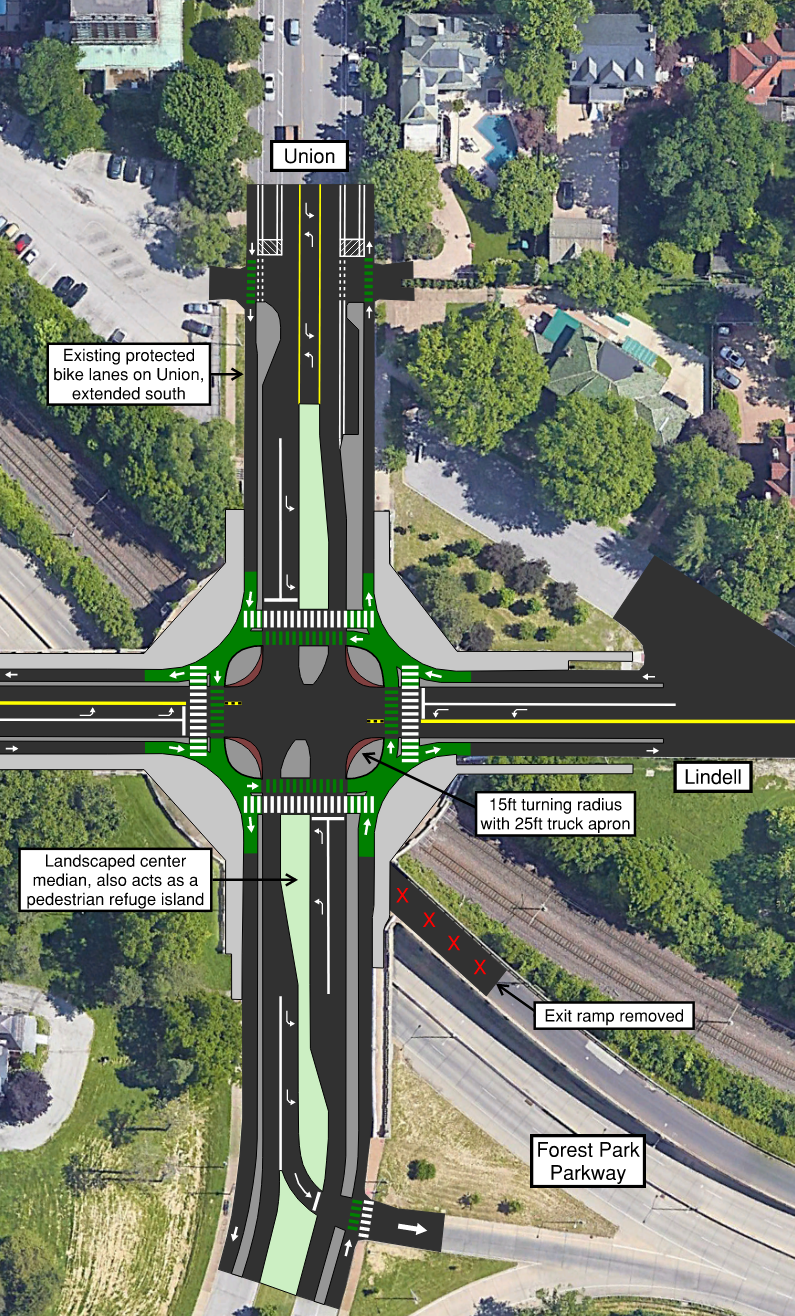 Union
Existing protected
bike lanes on Union,
extended south
Lindell
15ft turning radius
with 25ft truck apron
Landscaped center
median, also acts as a
pedestrian refuge island
X
X
X
X
Exit ramp removed
Forest Park
Parkway